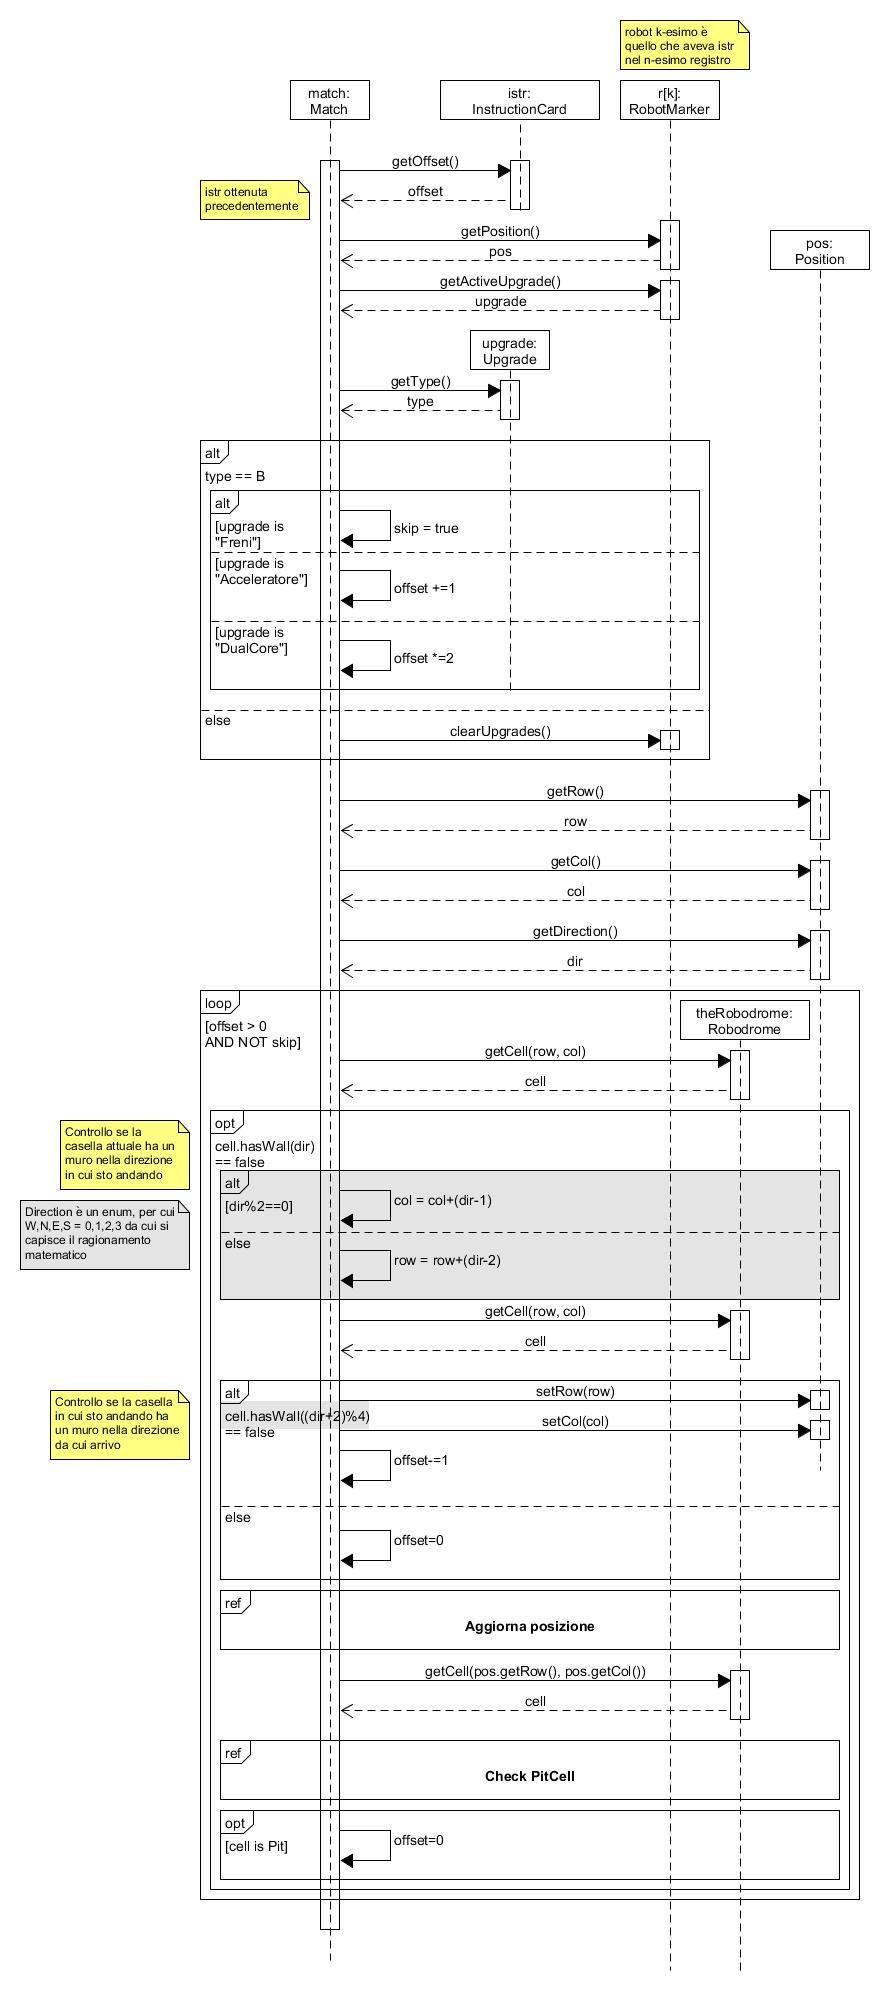 robot k-esimo è
quello che aveva istr
nel n-esimo registro
match:
Match
istr:
InstructionCard
r[k]:
RobotMarker
getOffset()
offset
istr ottenuta
precedentemente
getPosition()
pos
pos:
Position
getActiveUpgrade()
upgrade
upgrade:
Upgrade
getType()
type
alt
type == B
alt
[upgrade is
"Freni"]
skip = true
[upgrade is
"Acceleratore"]
offset +=1
[upgrade is
"DualCore"]
offset *=2
else
clearUpgrades()
getRow()
row
getCol()
col
getDirection()
dir
loop
[offset > 0
AND NOT skip]
theRobodrome:
Robodrome
getCell(row, col)
cell
opt
cell.hasWall(dir)
== false
Controllo se la
casella attuale ha un
muro nella direzione
in cui sto andando
alt
[dir%2==0]
col = col+(dir-1)
Direction è un enum, per cui
W,N,E,S = 0,1,2,3 da cui si
capisce il ragionamento
matematico
else
row = row+(dir-2)
getCell(row, col)
cell
alt
cell.hasWall((dir+2)%4)
== false
setRow(row)
setCol(col)
Controllo se la casella
in cui sto andando ha
un muro nella direzione
da cui arrivo
offset-=1
else
offset=0
ref
Aggiorna posizione
getCell(pos.getRow(), pos.getCol())
cell
ref
Check PitCell
opt
[cell is Pit]
offset=0